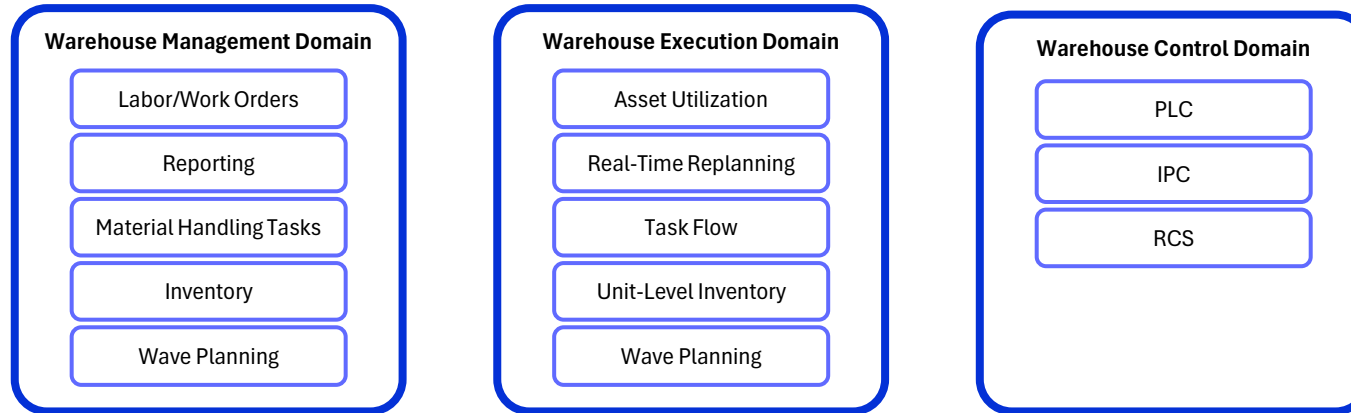 Warehouse Management Domain
Labor/Work Orders
Reporting
Material Handling Tasks
Inventory
Wave Planning
Warehouse Execution Domain
Asset Utilization
Real-Time Replanning
Task Flow
Unit-Level Inventory
Wave Planning
Warehouse Control Domain
PLC
IPC
RCS